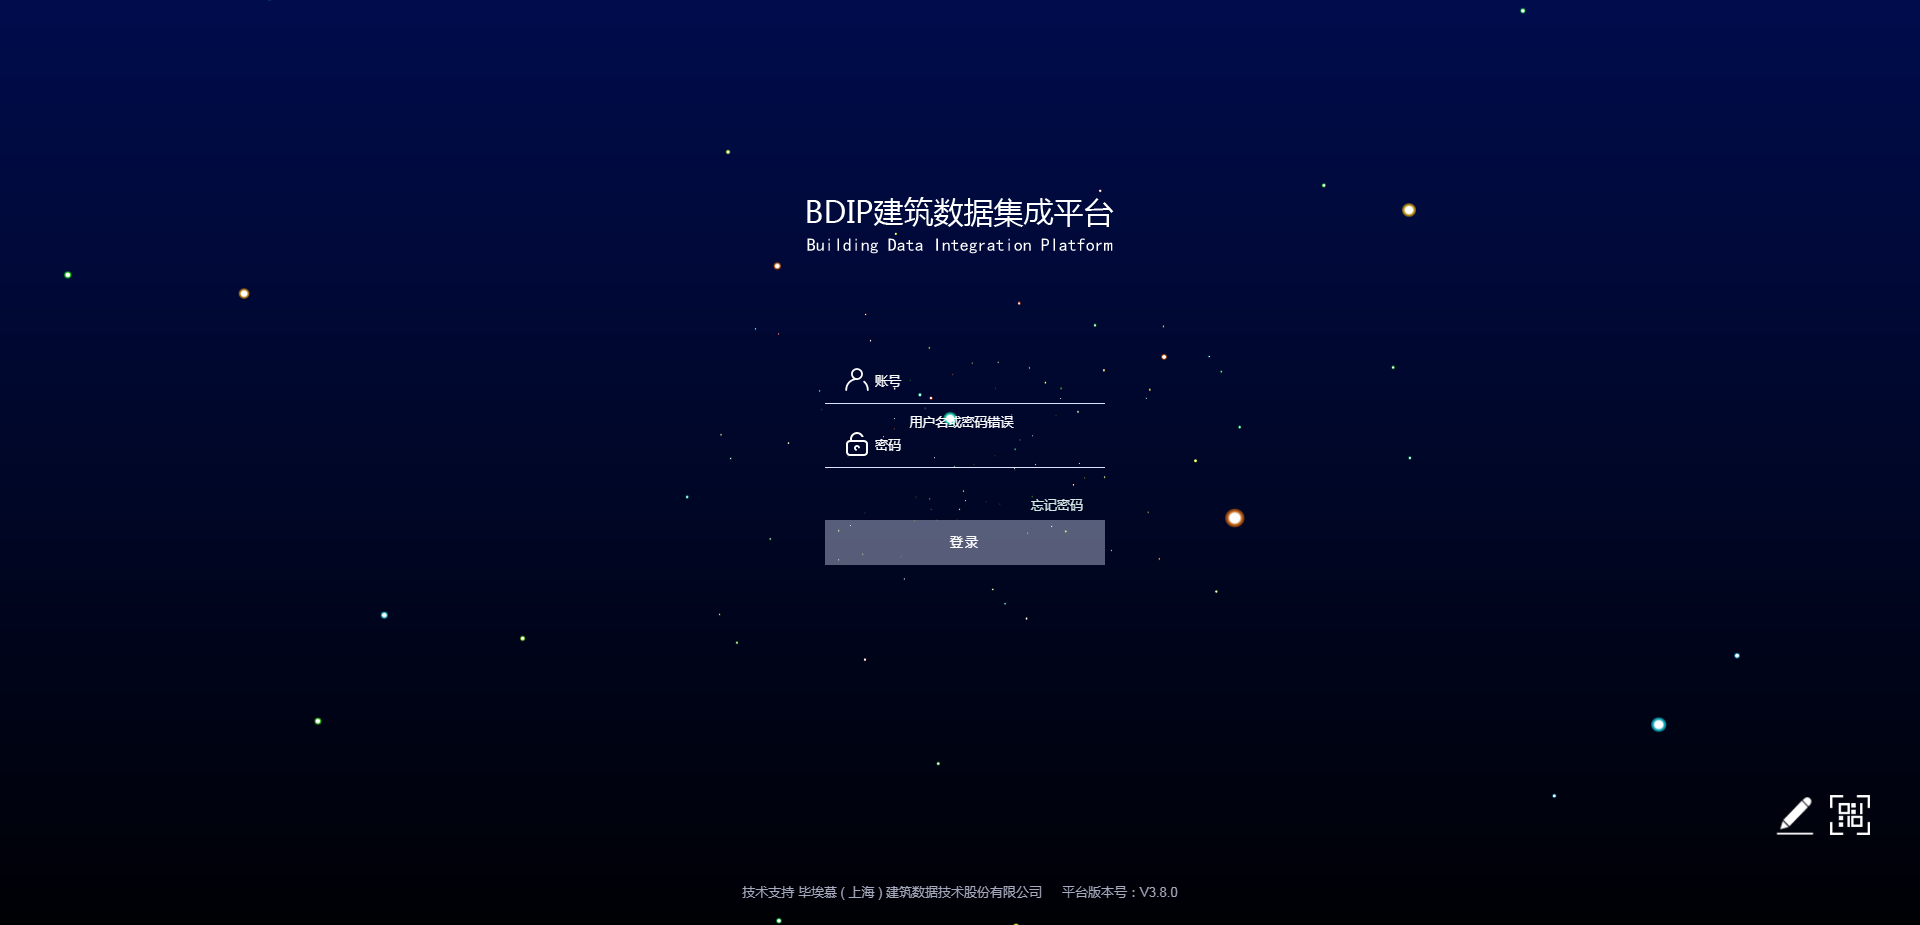 BDIP建筑数据集成平台
Building Data Integration Platform
账号
用户名或密码错误
密码
忘记密码
登录
技术支持 毕埃慕 ( 上海 ) 建筑数据技术股份有限公司 平台版本号：V3.8.0